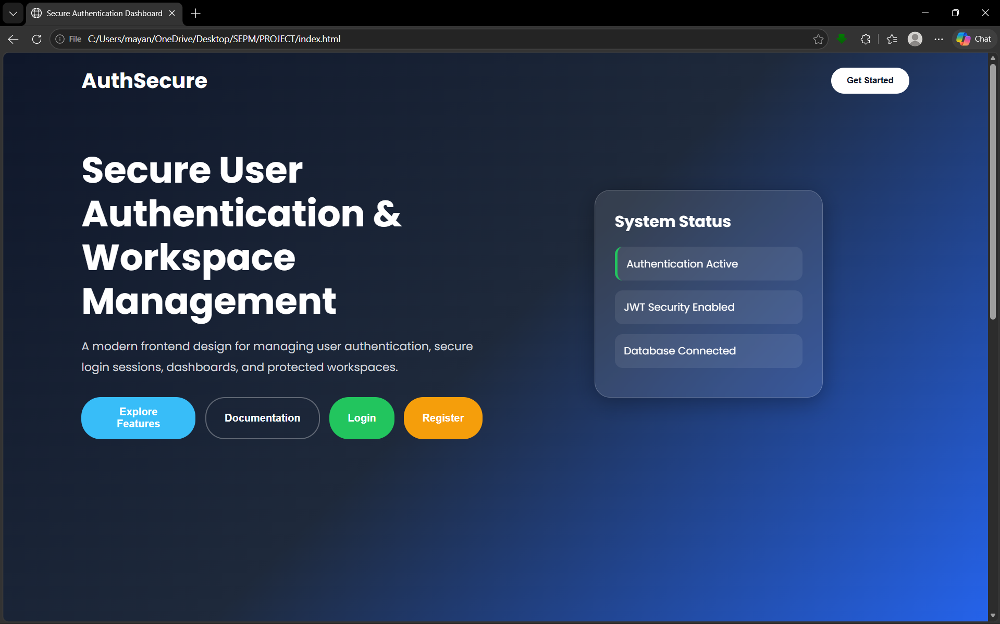 Secure Authentication Dashboard
File C:/Users/mayan/OneDrive/Desktop/SEPM/PROJECT/index.html
Chat
AuthSecure
Get Started
Secure User
Authentication &
Workspace
Management
A modern frontend design for managing user authentication, secure
login sessions, dashboards, and protected workspaces.
Explore
Features
Documentation
Login
Register
System Status
Authentication Active
JWT Security Enabled
Database Connected